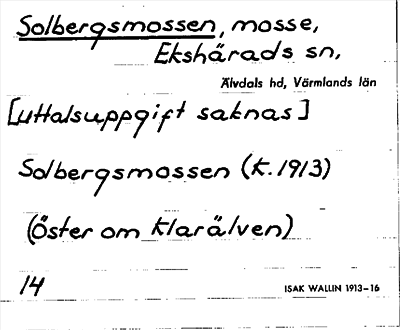 Solbergsmossen, mosse,
Ekshärads sn,
Älvdals hd, Värmlands län
[uttalsuppgift saknas]
Solbergsmossen (k. 1913)
(Öster om Klarälven)
14
ISAK WALLIN 1913-16